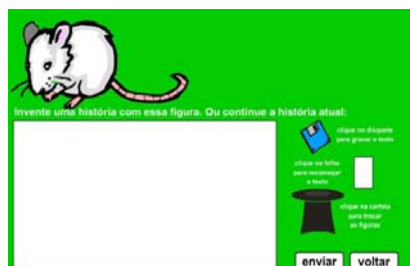 Invente uma história com essa figura. Ou continue a história atual:
clique no disquete
para gravar o texto
clique na folha
para recomeçar
o texto
clique na cartola
para trocar
as figuras
enviar voltar